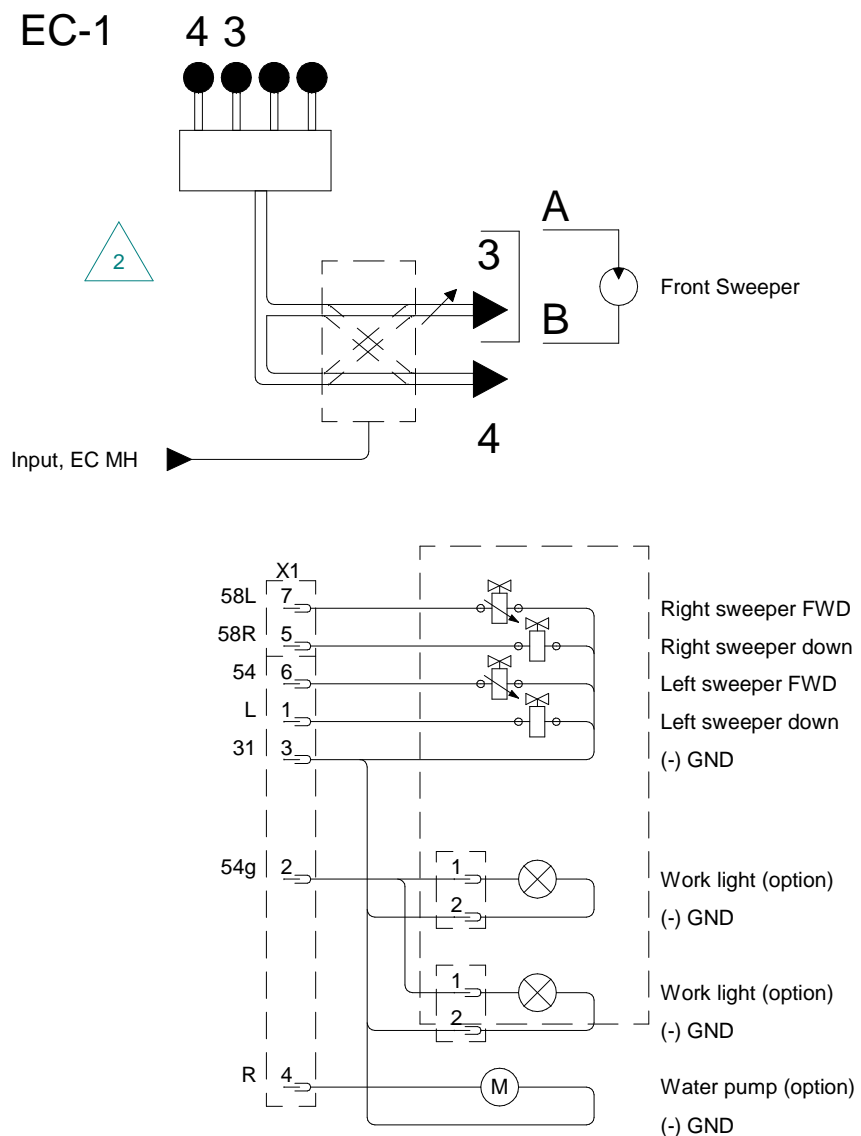 EC-1 4 3
2
3
A
B
Front Sweeper
4
Input, EC MH
X1
58L 7 Right sweeper FWD
58R 5 Right sweeper down
54 6 Left sweeper FWD
L 1 Left sweeper down
31 3 (-) GND
54g 2 1 Work light (option)
2 (-) GND
1 Work light (option)
2 (-) GND
R 4 M Water pump (option)
(-) GND